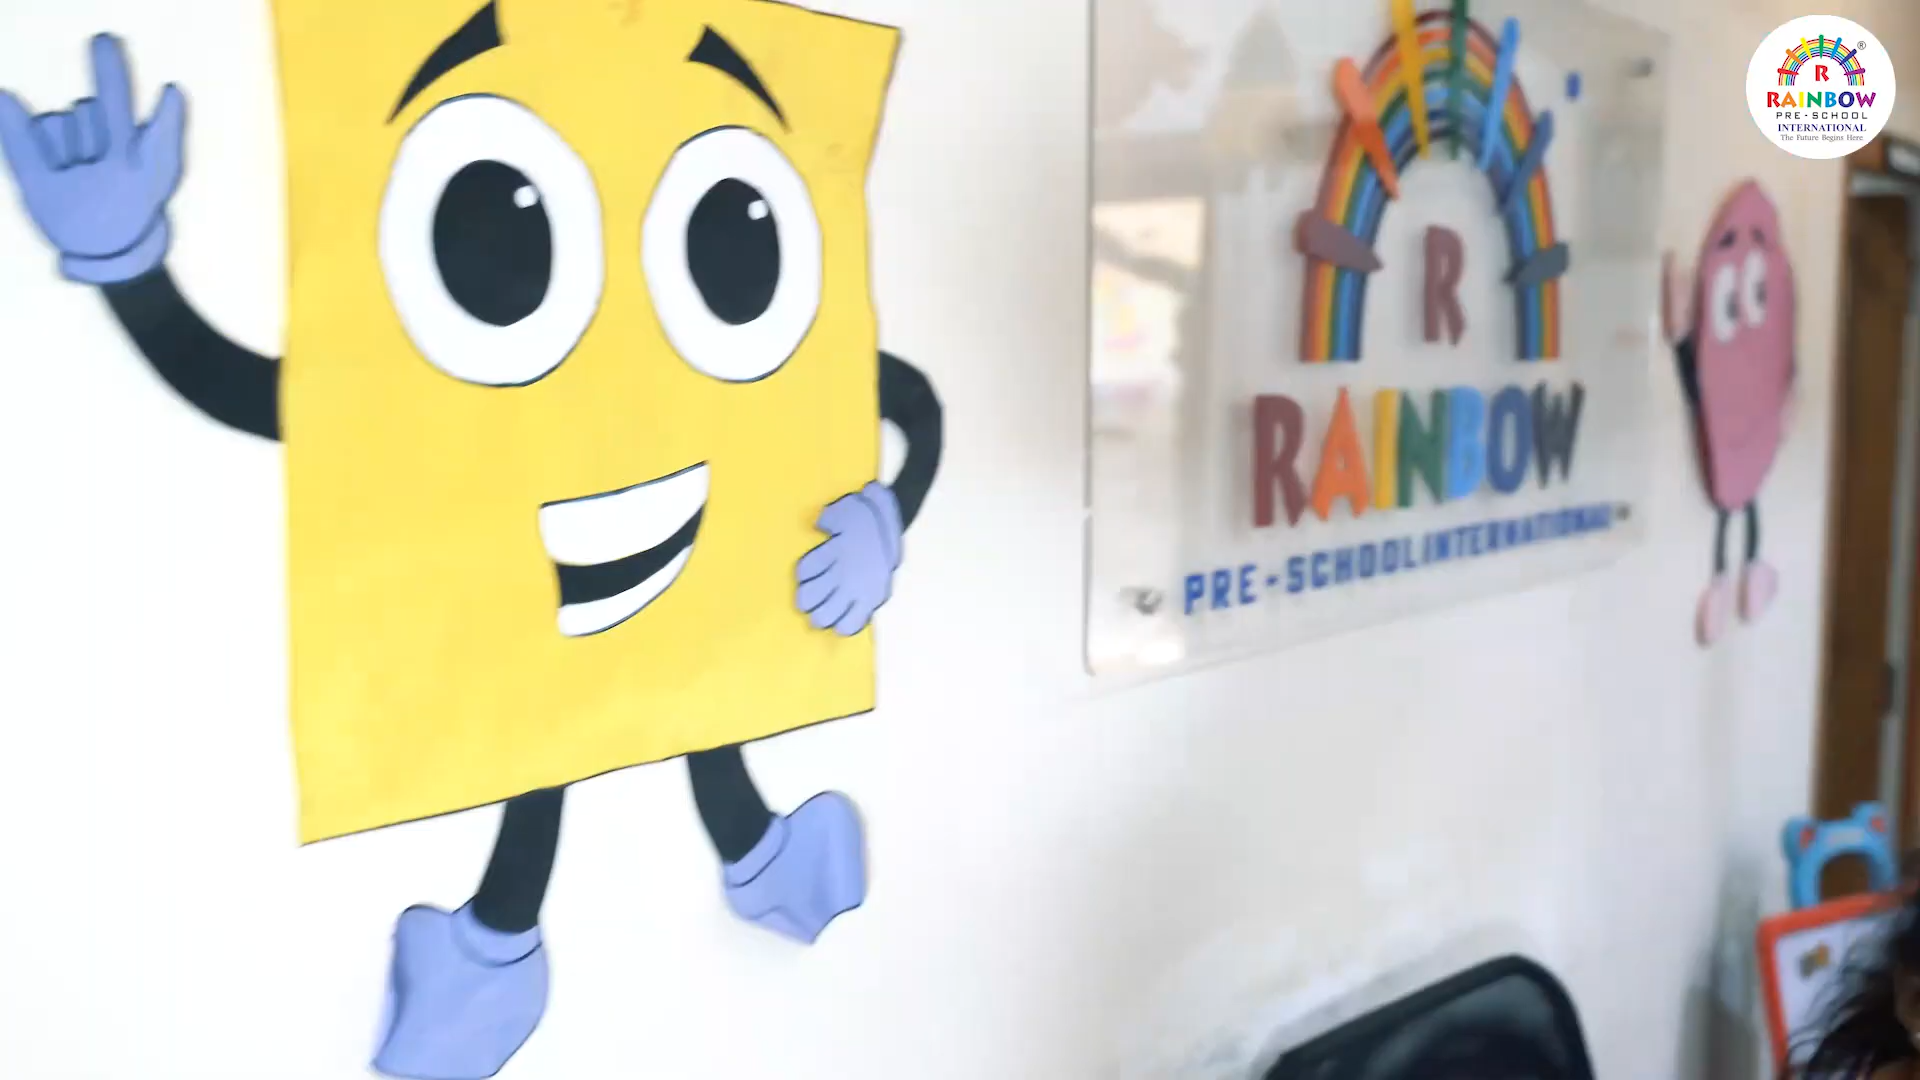 R
RAINBOW
PRE-SCHOOL INTERNATIONAL
R
®
RAINBOW
PRE-SCHOOL
INTERNATIONAL
The Future Begins Here